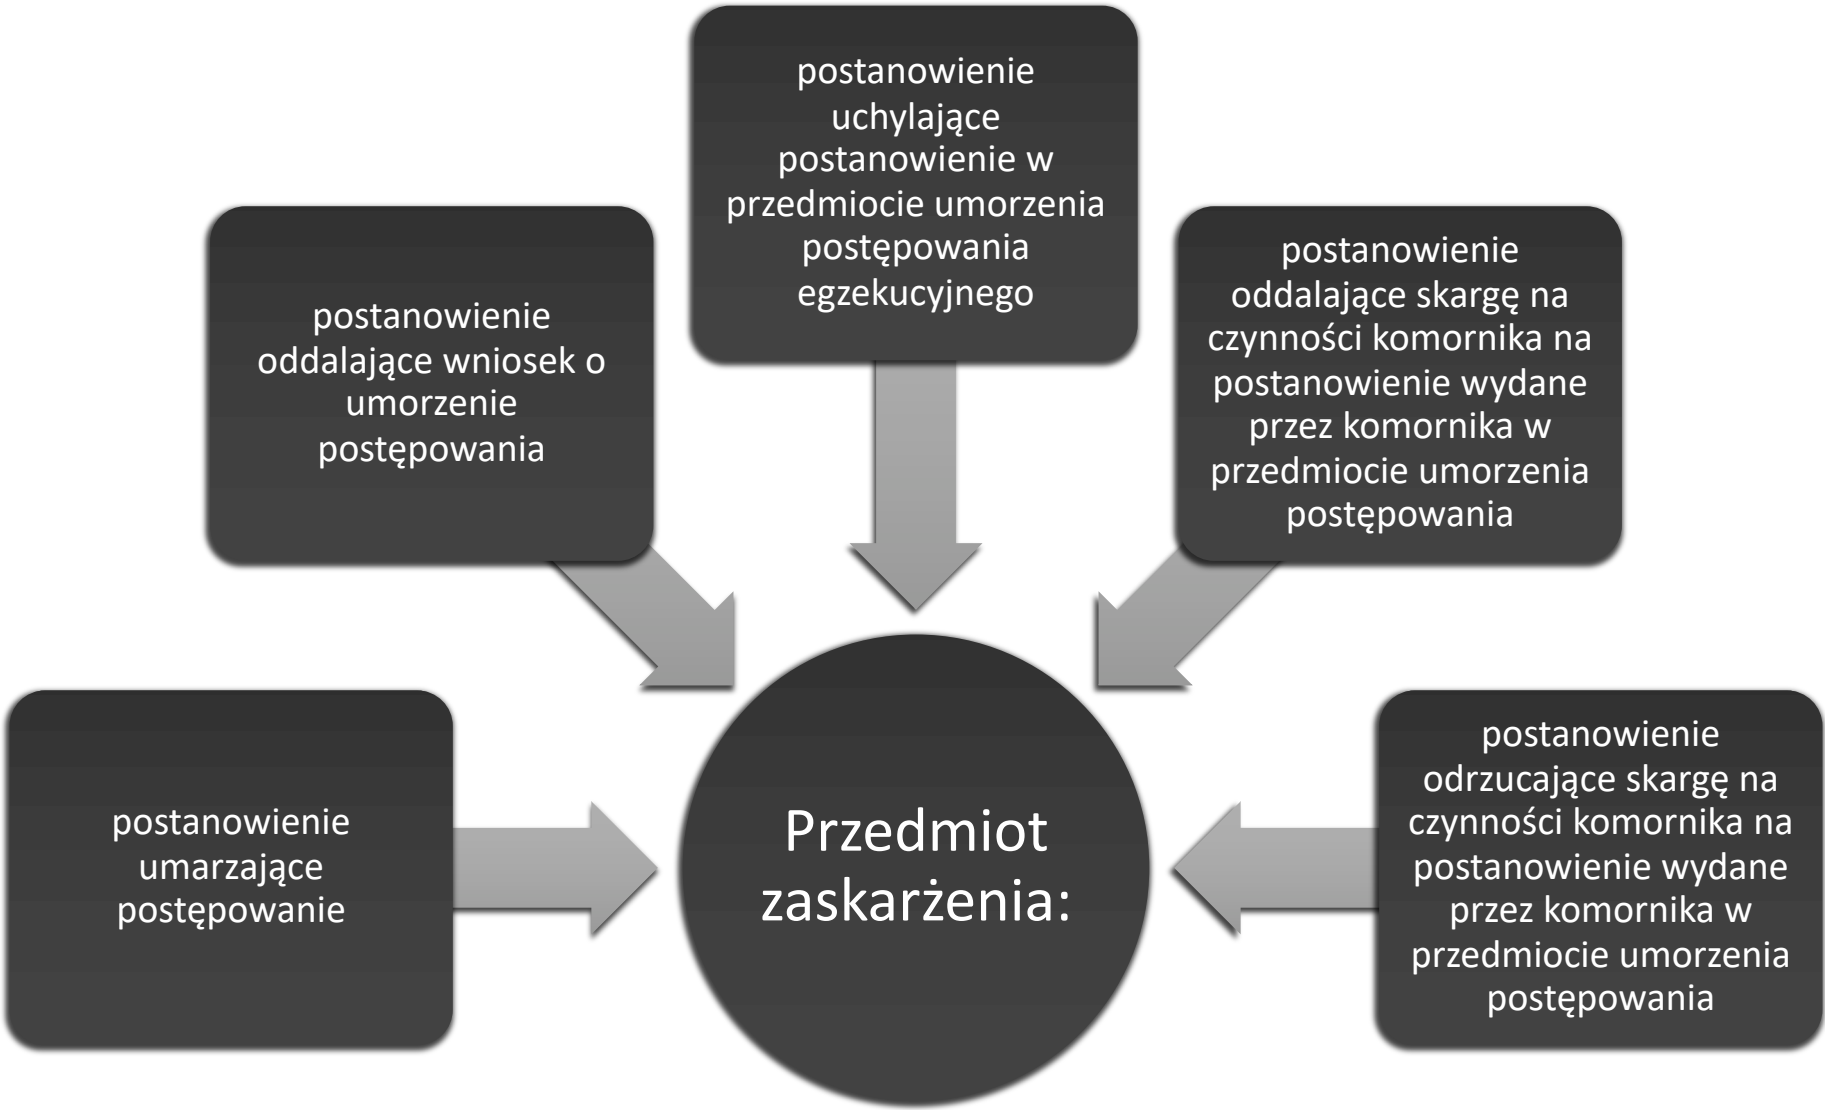 postanowienie
uchylające
postanowienie w
przedmiocie umorzenia
postępowania
egzekucyjnego
postanowienie
oddalające wniosek o
umorzenie
postępowania
postanowienie
oddalające skargę na
czynności komornika na
postanowienie wydane
przez komornika w
przedmiocie umorzenia
postępowania
postanowienie
umarzające
postępowanie
Przedmiot
zaskarżenia:
postanowienie
odrzucające skargę na
czynności komornika na
postanowienie wydane
przez komornika w
przedmiocie umorzenia
postępowania